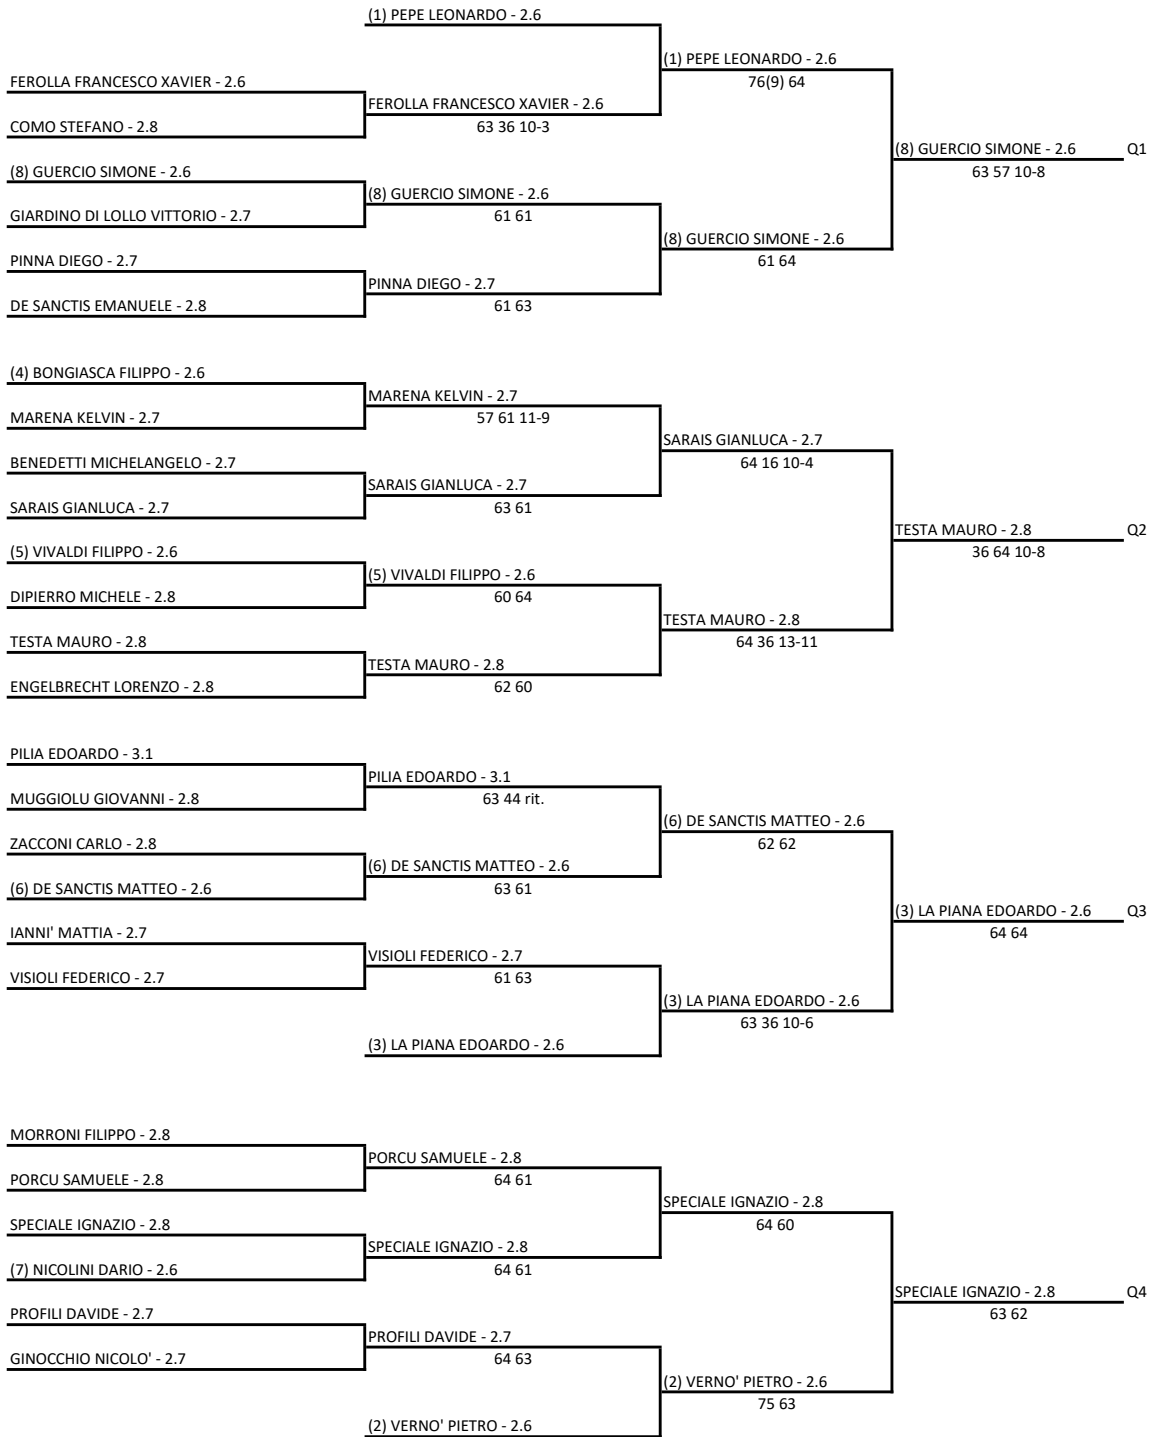 (1) PEPE LEONARDO - 2.6
(1) PEPE LEONARDO - 2.6
76(9) 64
FEROLLA FRANCESCO XAVIER - 2.6
FEROLLA FRANCESCO XAVIER - 2.6
63 36 10-3
COMO STEFANO - 2.8
(8) GUERCIO SIMONE - 2.6 Q1
63 57 10-8
(8) GUERCIO SIMONE - 2.6
(8) GUERCIO SIMONE - 2.6
61 61
GIARDINO DI LOLLO VITTORIO - 2.7
(8) GUERCIO SIMONE - 2.6
61 64
PINNA DIEGO - 2.7
PINNA DIEGO - 2.7
61 63
DE SANCTIS EMANUELE - 2.8
(4) BONGIASCA FILIPPO - 2.6
MARENA KELVIN - 2.7
57 61 11-9
MARENA KELVIN - 2.7
SARAIS GIANLUCA - 2.7
64 16 10-4
BENEDETTI MICHELANGELO - 2.7
SARAIS GIANLUCA - 2.7
63 61
SARAIS GIANLUCA - 2.7
TESTA MAURO - 2.8 Q2
36 64 10-8
(5) VIVALDI FILIPPO - 2.6
(5) VIVALDI FILIPPO - 2.6
60 64
DIPIERRO MICHELE - 2.8
TESTA MAURO - 2.8
64 36 13-11
TESTA MAURO - 2.8
TESTA MAURO - 2.8
62 60
ENGELBRECHT LORENZO - 2.8
PILIA EDOARDO - 3.1
PILIA EDOARDO - 3.1
63 44 rit.
MUGGIOLU GIOVANNI - 2.8
(6) DE SANCTIS MATTEO - 2.6
62 62
ZACCONI CARLO - 2.8
(6) DE SANCTIS MATTEO - 2.6
63 61
(6) DE SANCTIS MATTEO - 2.6
(3) LA PIANA EDOARDO - 2.6 Q3
64 64
IANNI' MATTIA - 2.7
VISIOLI FEDERICO - 2.7
61 63
VISIOLI FEDERICO - 2.7
(3) LA PIANA EDOARDO - 2.6
63 36 10-6
(3) LA PIANA EDOARDO - 2.6
MORRONI FILIPPO - 2.8
PORCU SAMUELE - 2.8
64 61
PORCU SAMUELE - 2.8
SPECIALE IGNAZIO - 2.8
64 60
SPECIALE IGNAZIO - 2.8
SPECIALE IGNAZIO - 2.8
64 61
(7) NICOLINI DARIO - 2.6
SPECIALE IGNAZIO - 2.8 Q4
63 62
PROFILI DAVIDE - 2.7
PROFILI DAVIDE - 2.7
64 63
GINOCCHIO NICOLO' - 2.7
(2) VERNO' PIETRO - 2.6
75 63
(2) VERNO' PIETRO - 2.6